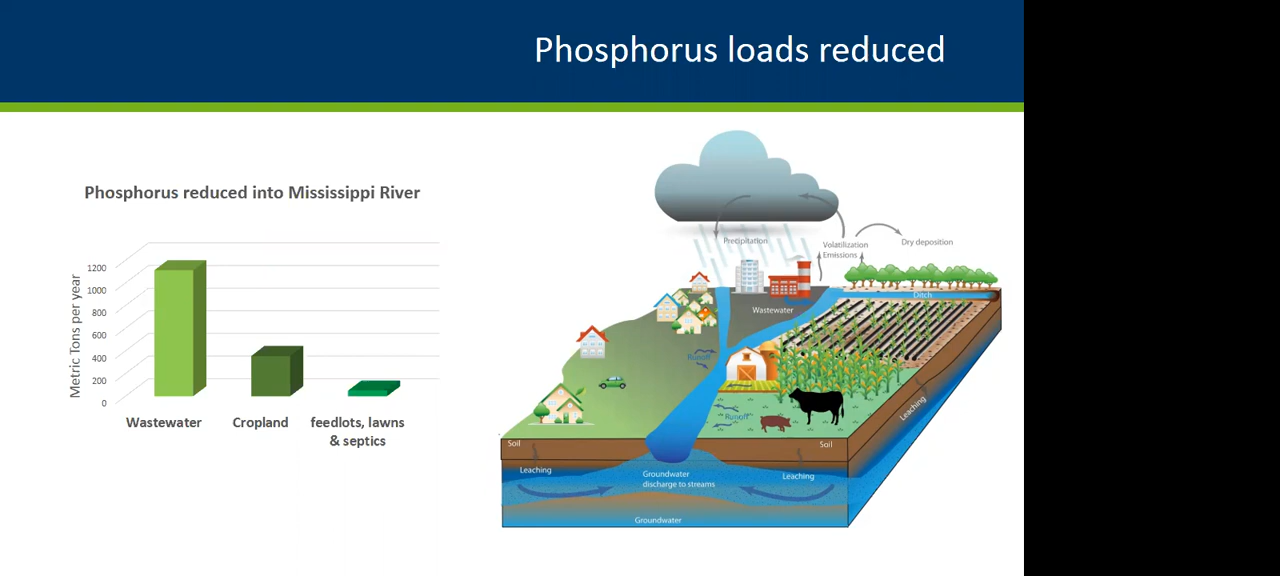 Phosphorus loads reduced
Phosphorus reduced into Mississippi River
Metric Tons per year
1200
1000
800
600
400
200
0
Wastewater
Cropland
feedlots, lawns
& septics
Precipitation
Volatilization
Emissions
Dry deposition
Ditch
Wastewater
Runoff
Runoff
Leaching
Soil
Soil
Leaching
Groundwater
discharge to streams
Leaching
Groundwater